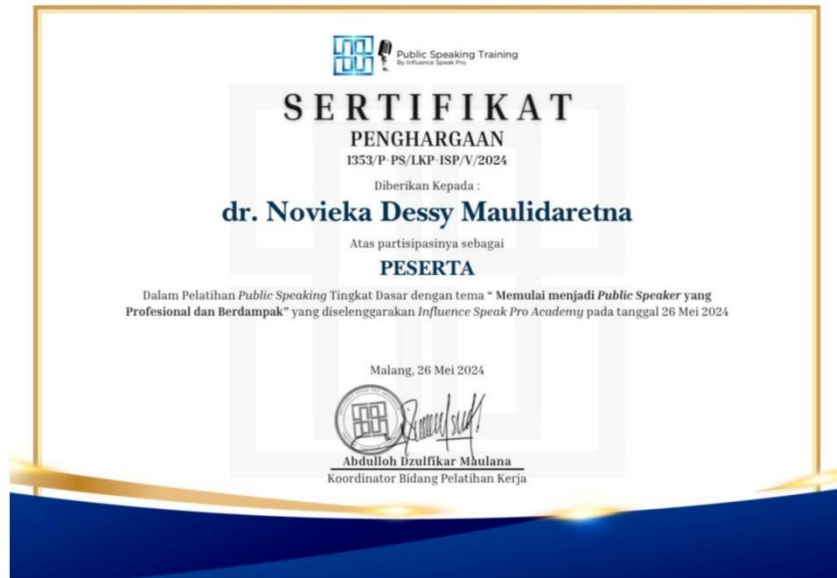 Public Speaking Training
By Influence Speak Pro
SERTIFIKAT
PENGHARGAAN
1353/P-PS/LKP-ISP/V/2024
Diberikan Kepada :
dr. Novieka Dessy Maulidaretna
Atas partisipasinya sebagai
PESERTA
Dalam Pelatihan Public Speaking Tingkat Dasar dengan tema “ Memulai menjadi Public Speaker yang
Profesional dan Berdampak” yang diselenggarakan Influence Speak Pro Academy pada tanggal 26 Mei 2024
Malang, 26 Mei 2024
Abdulloh Dzulfikar Maulana
Koordinator Bidang Pelatihan Kerja